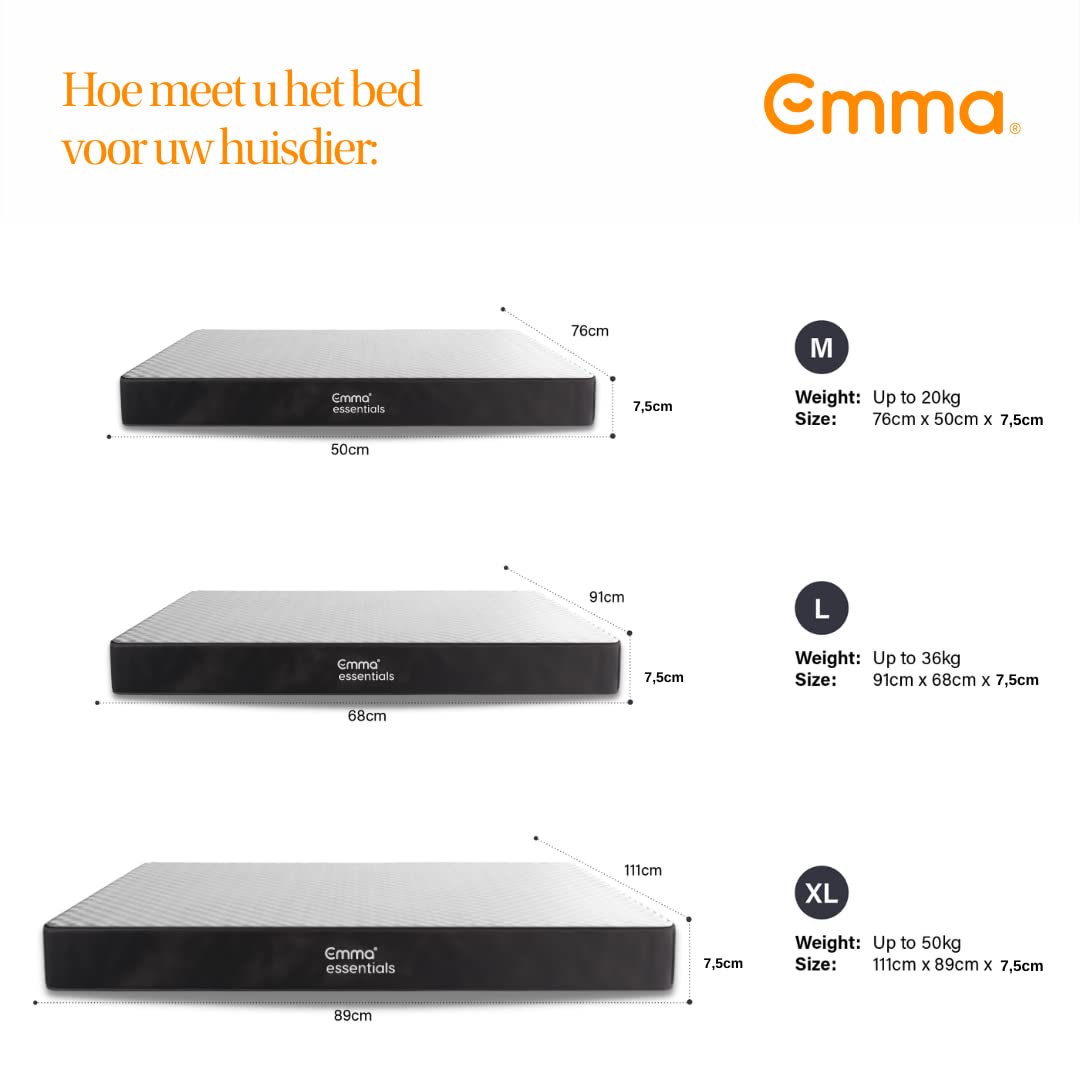 Hoe meet u het bed
voor uw huisdier:
Emma®
76cm
7,5cm
50cm
Emma®
essentials
M
Weight: Up to 20kg
Size: 76cm x 50cm x 7,5cm
91cm
7,5cm
68cm
Emma®
essentials
L
Weight: Up to 36kg
Size: 91cm x 68cm x 7,5cm
111cm
7,5cm
89cm
Emma®
essentials
XL
Weight: Up to 50kg
Size: 111cm x 89cm x 7,5cm